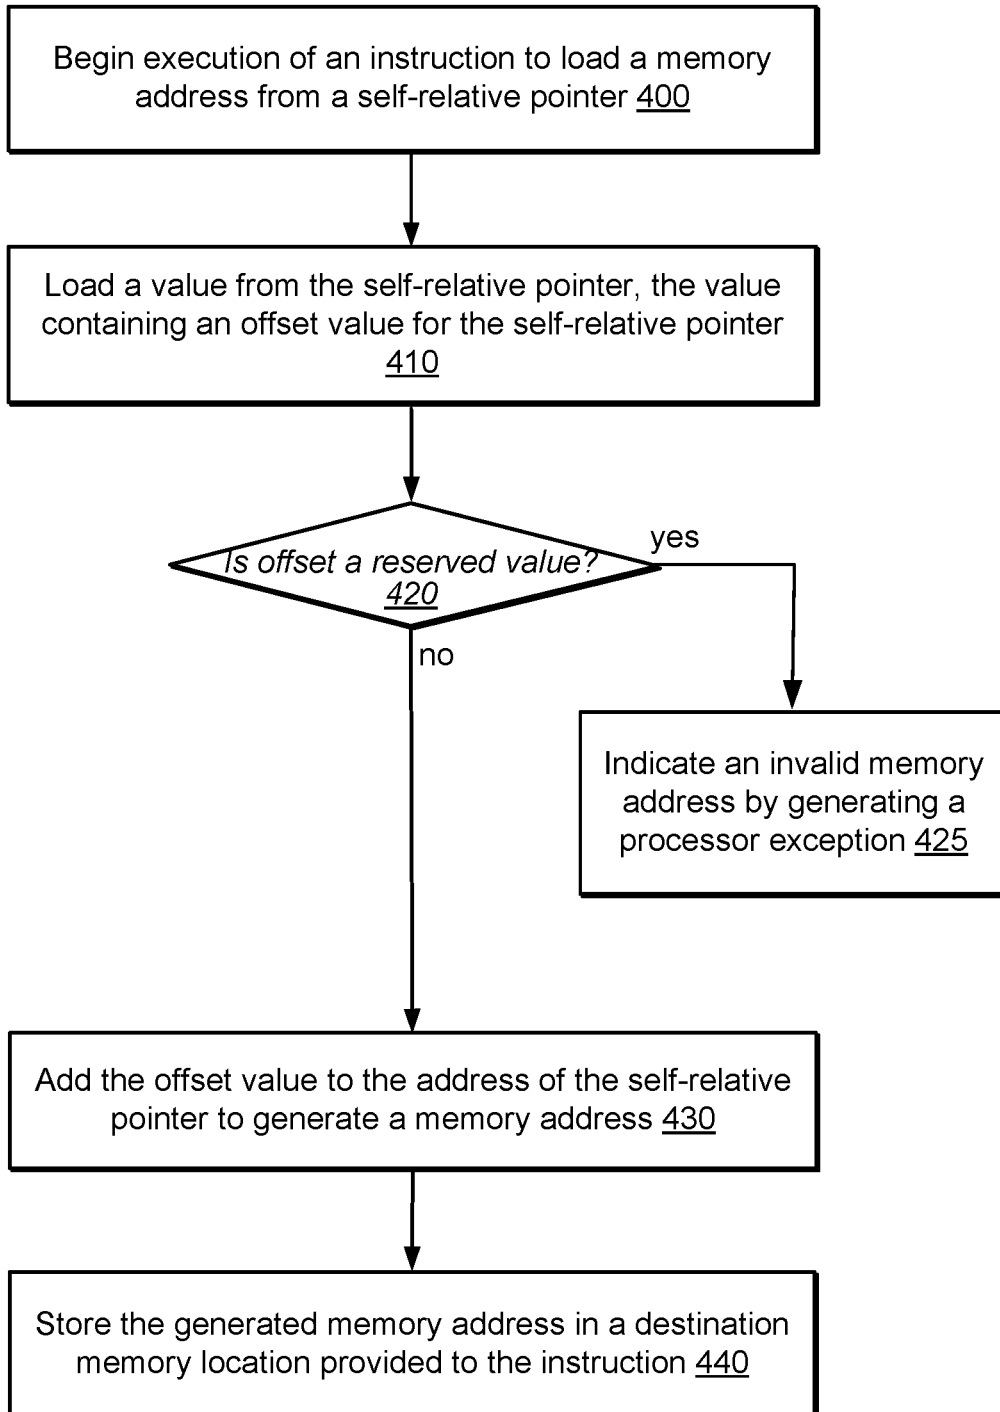 Begin execution of an instruction to load a memory
address from a self-relative pointer 400
Load a value from the self-relative pointer, the value
containing an offset value for the self-relative pointer
410
Is offset a reserved value?
420
yes
no
Indicate an invalid memory
address by generating a
processor exception 425
Add the offset value to the address of the self-relative
pointer to generate a memory address 430
Store the generated memory address in a destination
memory location provided to the instruction 440